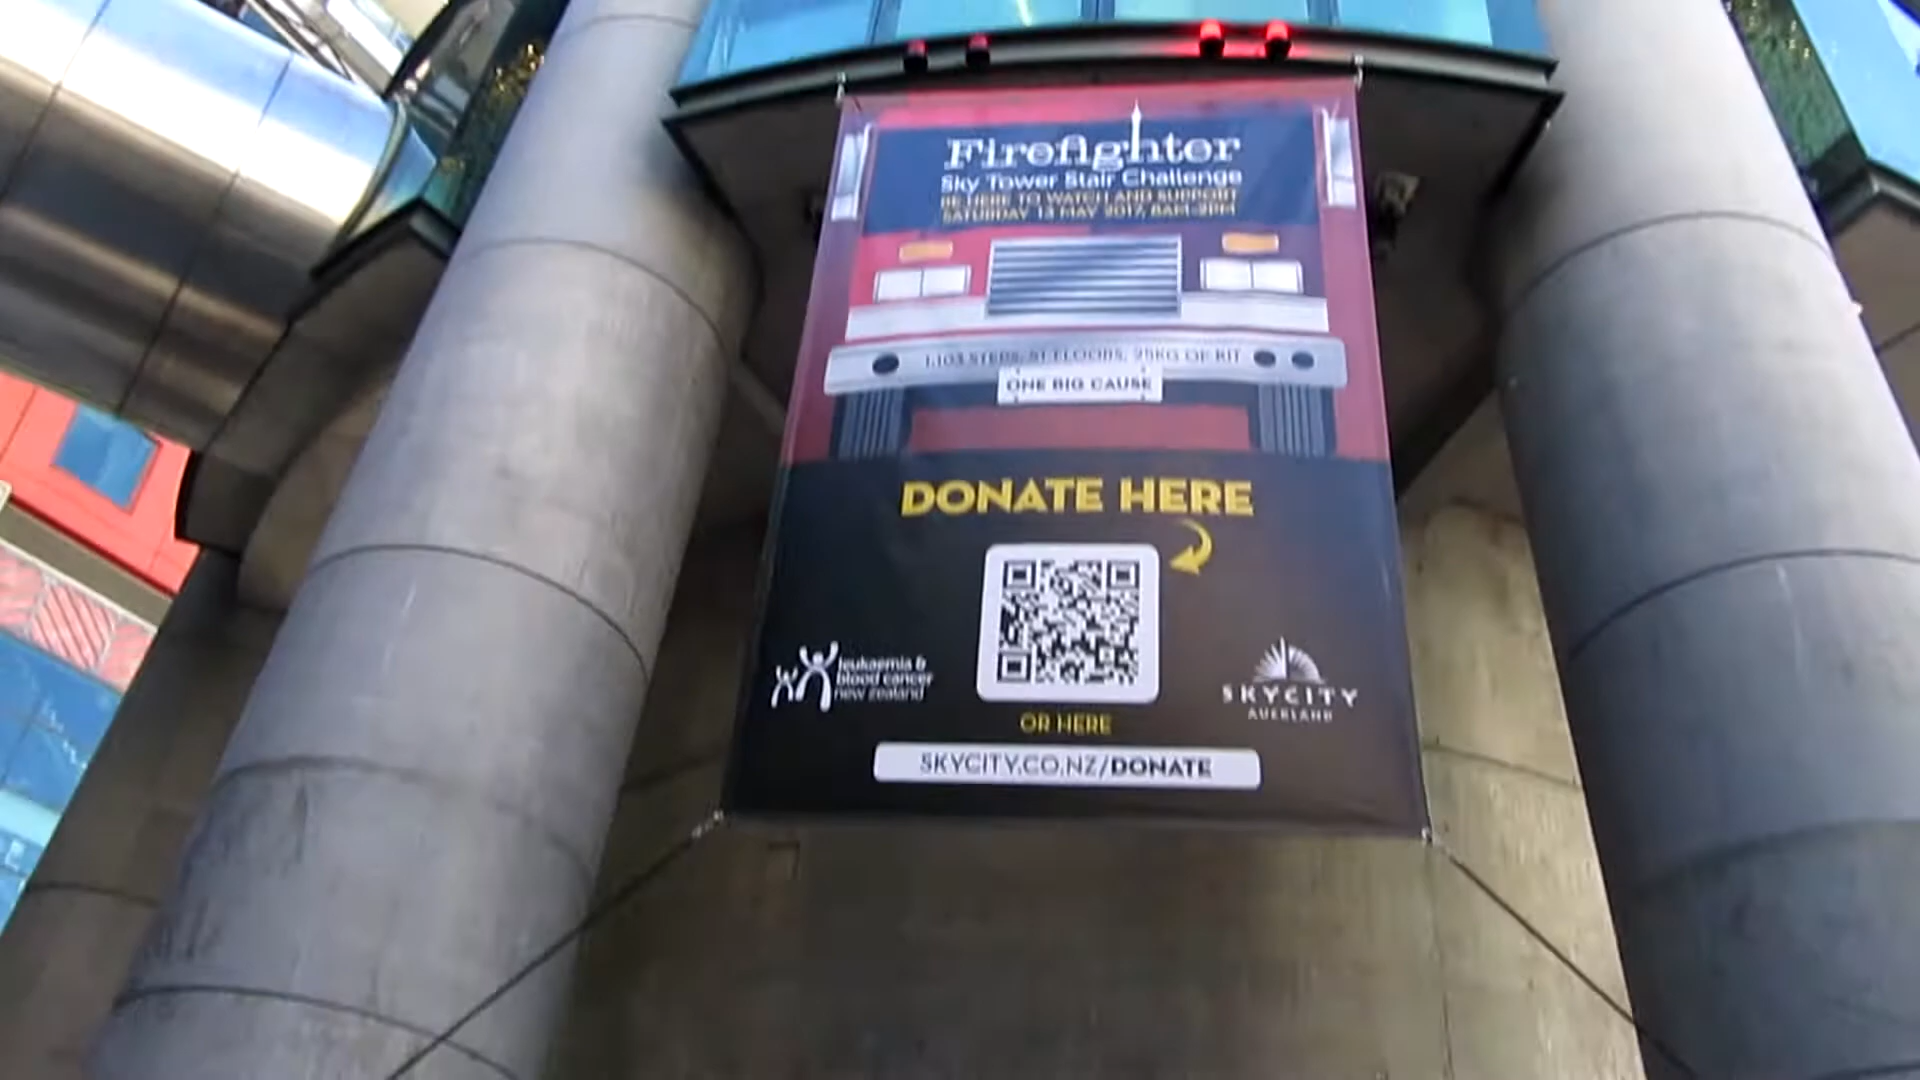 Firefighter
Sky Tower Stair Challenge
BE HERE TO WATCH AND SUPPORT
SATURDAY 13 MAY 2017, 8AM-2PM
1,103 STEPS, 51 FLOORS, 25KG OF KIT
ONE BIG CAUSE
DONATE HERE
leukaemia &
blood cancer
new zealand
SKYCITY
AUCKLAND
OR HERE
SKYCITY.CO.NZ/DONATE